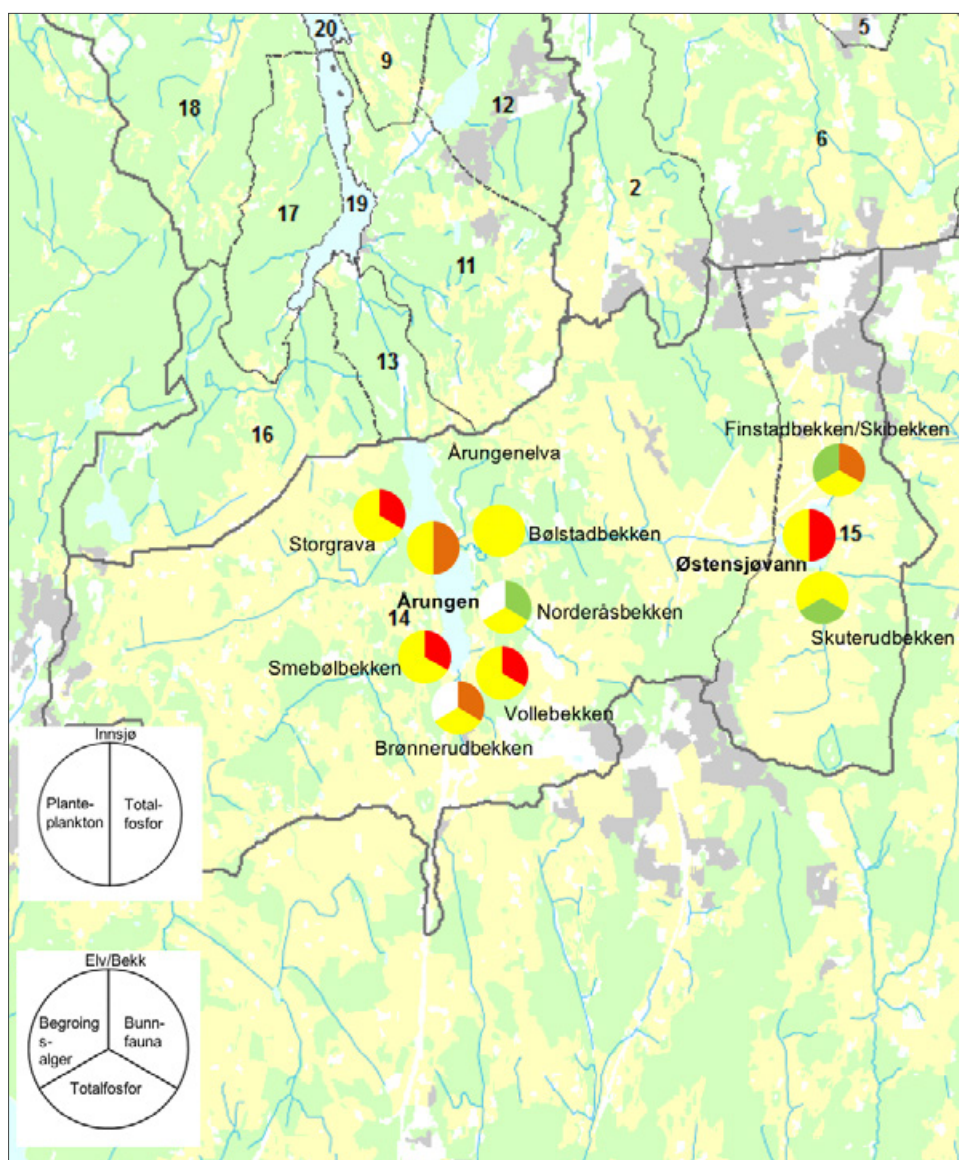 20
5
9
18
12
6
2
17
19
11
13
16
Finstadbekken/Skibekken
Årungenelva
Storgrava
Bølstadbekken
15
Østensjøvann
Årungen
Norderåsbekken
14
Skuterudbekken
Smebølbekken
Vollebekken
Brønnerudbekken
Innsjø
Plante-
plankton
Total-
fosfor
Elv/Bekk
Begroing
s-
alger
Bunn-
fauna
Totalfosfor